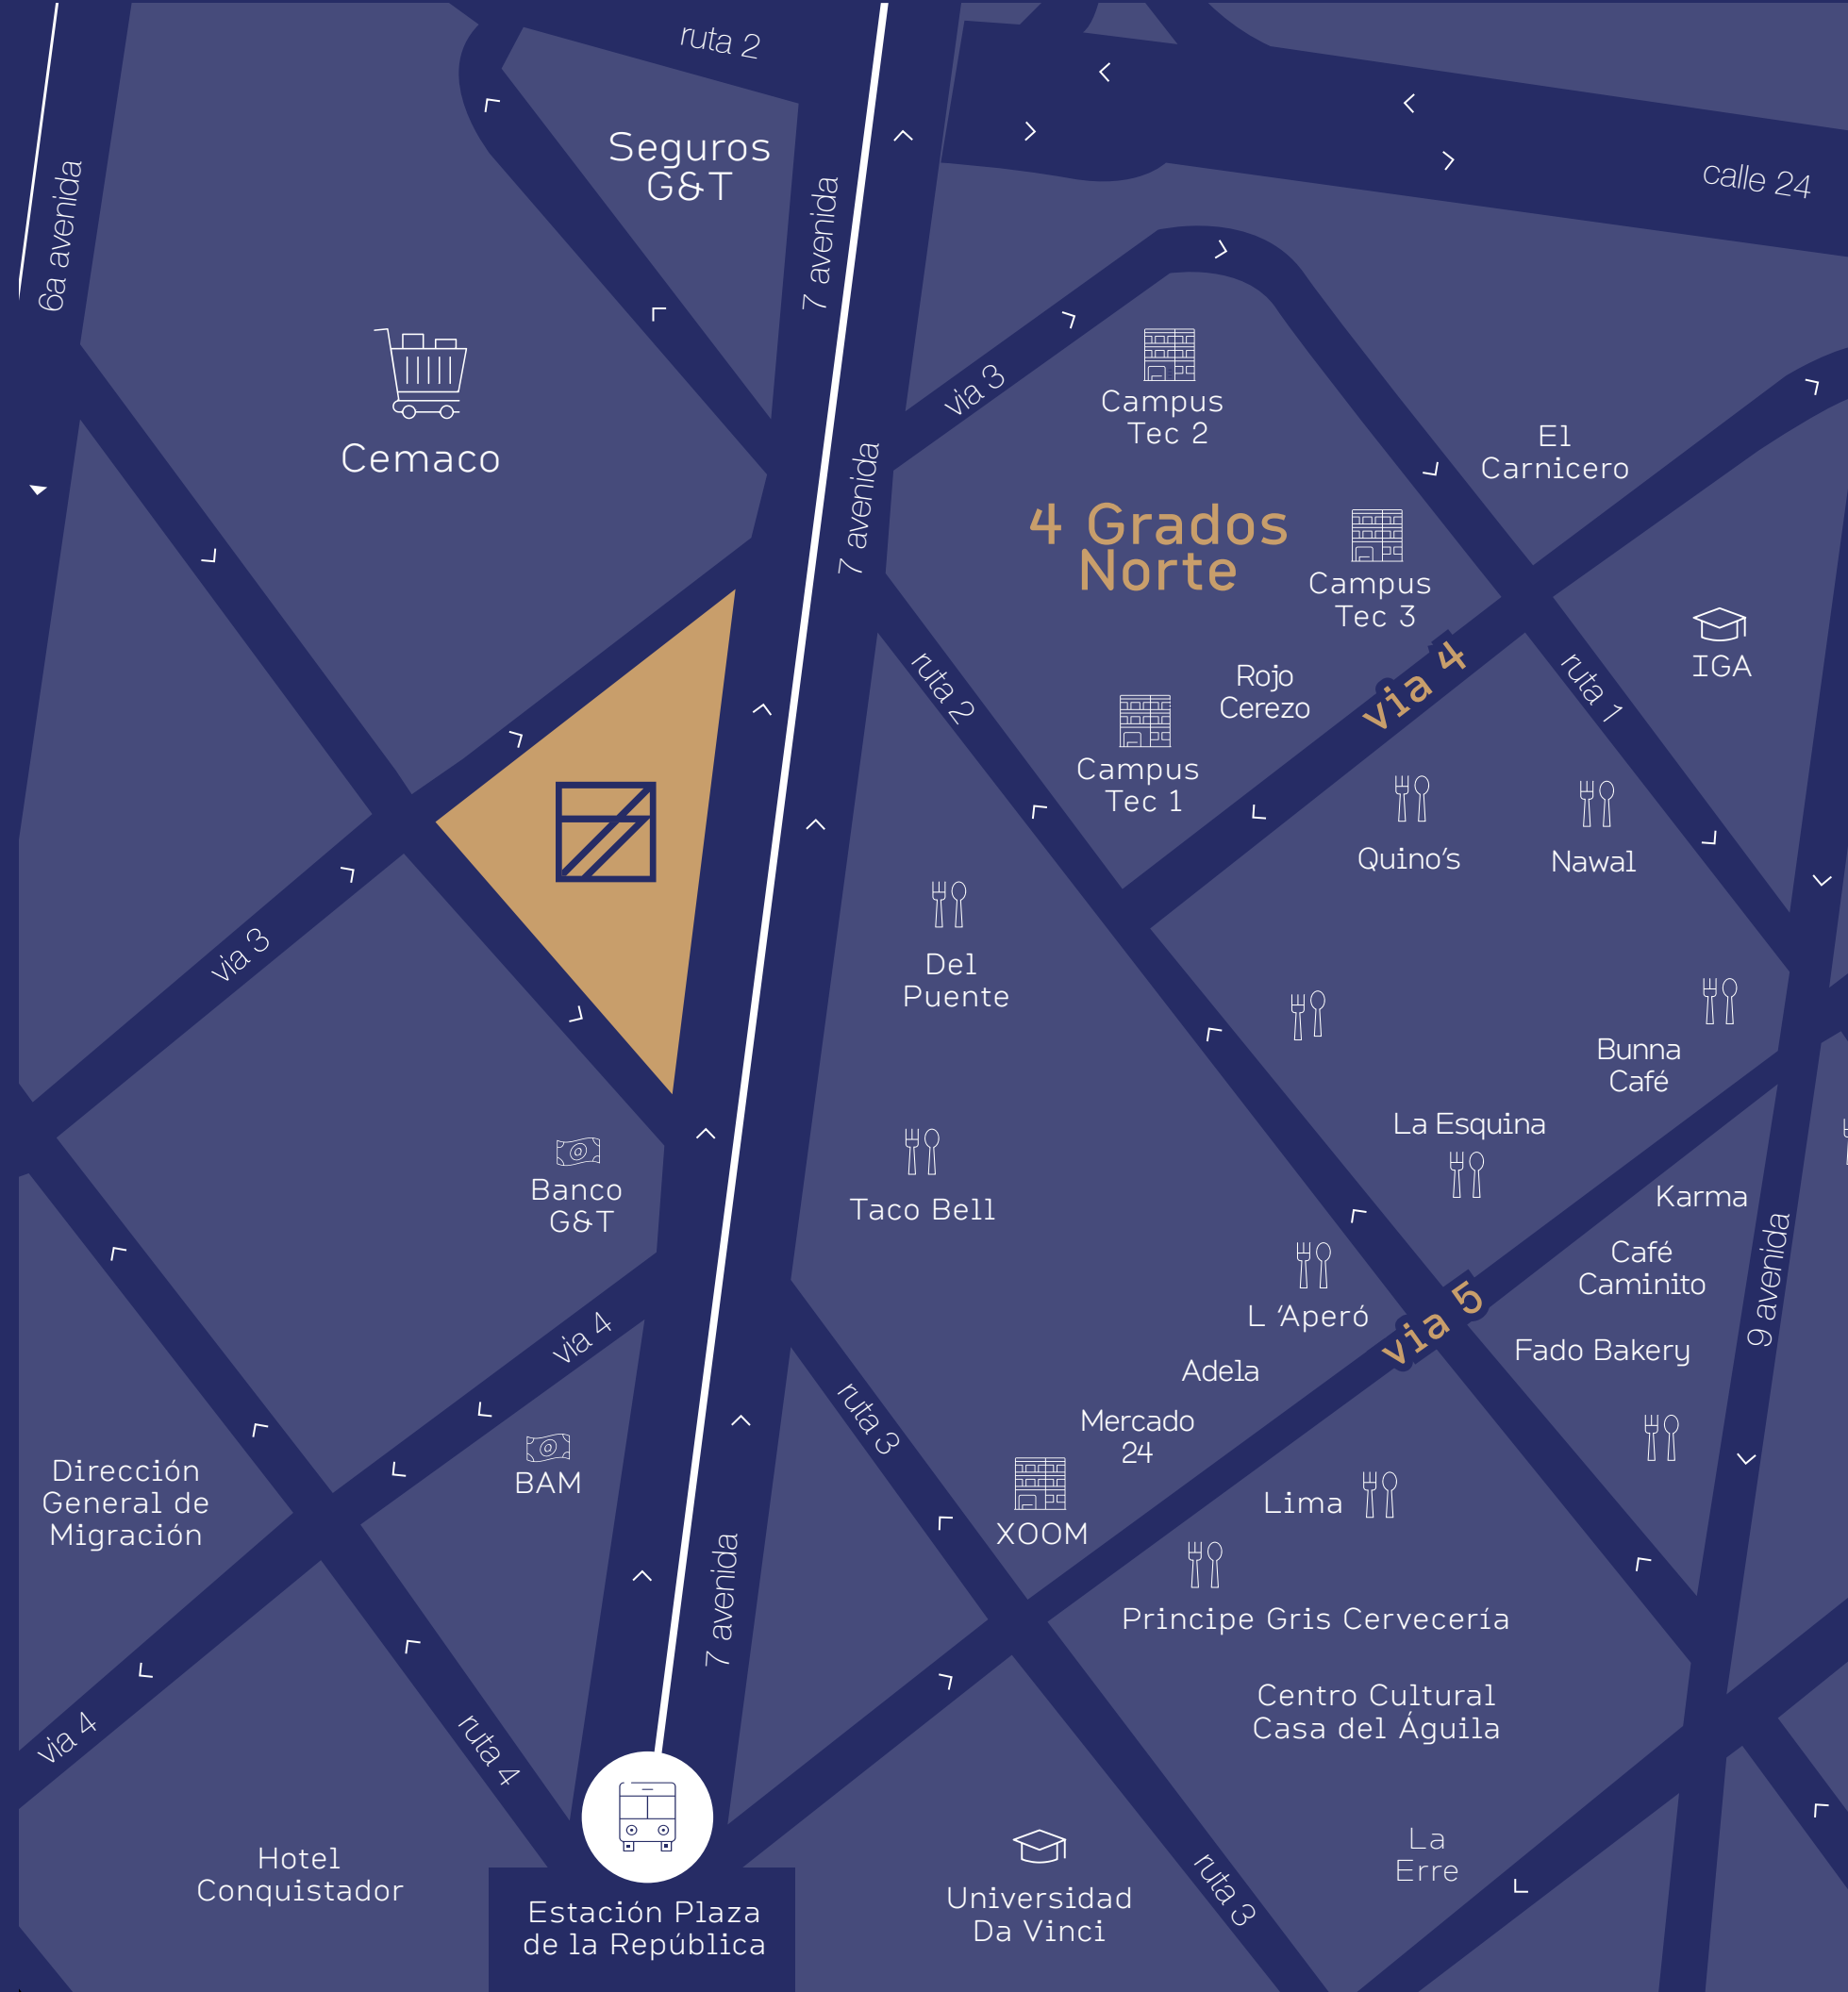 ruta 2
Seguros
G&T
calle 24
6a avenida
7 avenida
via 3
Campus
Tec 2
El
Carnicero
Cemaco
7 avenida
4 Grados
Norte
Campus
Tec 3
IGA
ruta 2
Rojo
Cerezo
via 4
ruta 1
Campus
Tec 1
Quino's
Nawal
via 3
Del
Puente
Bunna
Café
La Esquina
Banco
G&T
Taco Bell
Karma
Café
Caminito
9 avenida
L ‘Aperó
via 5
via 4
Fado Bakery
Adela
ruta 3
Mercado
24
Dirección
General de
Migración
BAM
XOOM
Lima
7 avenida
Principe Gris Cervecería
Centro Cultural
Casa del Águila
via 4
ruta 4
Hotel
Conquistador
La
Erre
Universidad
Da Vinci
ruta 3
Estación Plaza
de la República